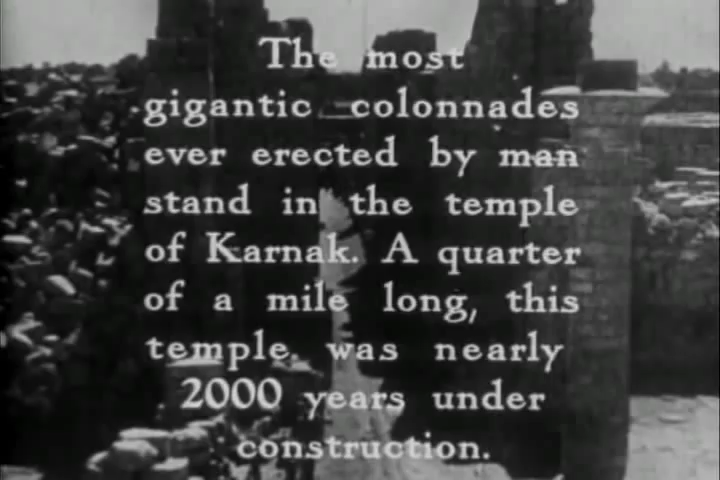 The most
gigantic colonnades
ever erected by man
stand in the temple
of Karnak. A quarter
of a mile long, this
temple was nearly
2000 years under
construction.